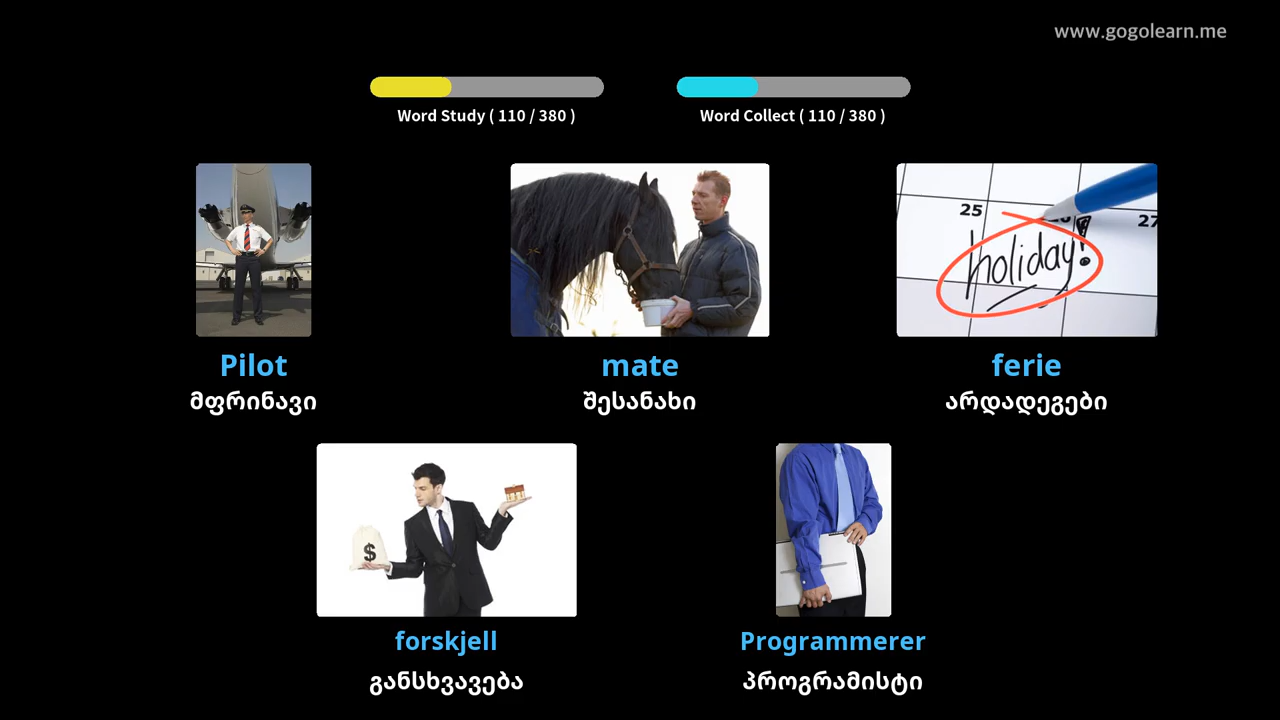 www.gogolearn.me
Word Study ( 110 / 380 )
Word Collect ( 110 / 380 )
25
27
holiday!
$
Pilot
მფრინავი
mate
შესანახი
ferie
არდადეგები
forskjell
განსხვავება
Programmerer
პროგრამისტი